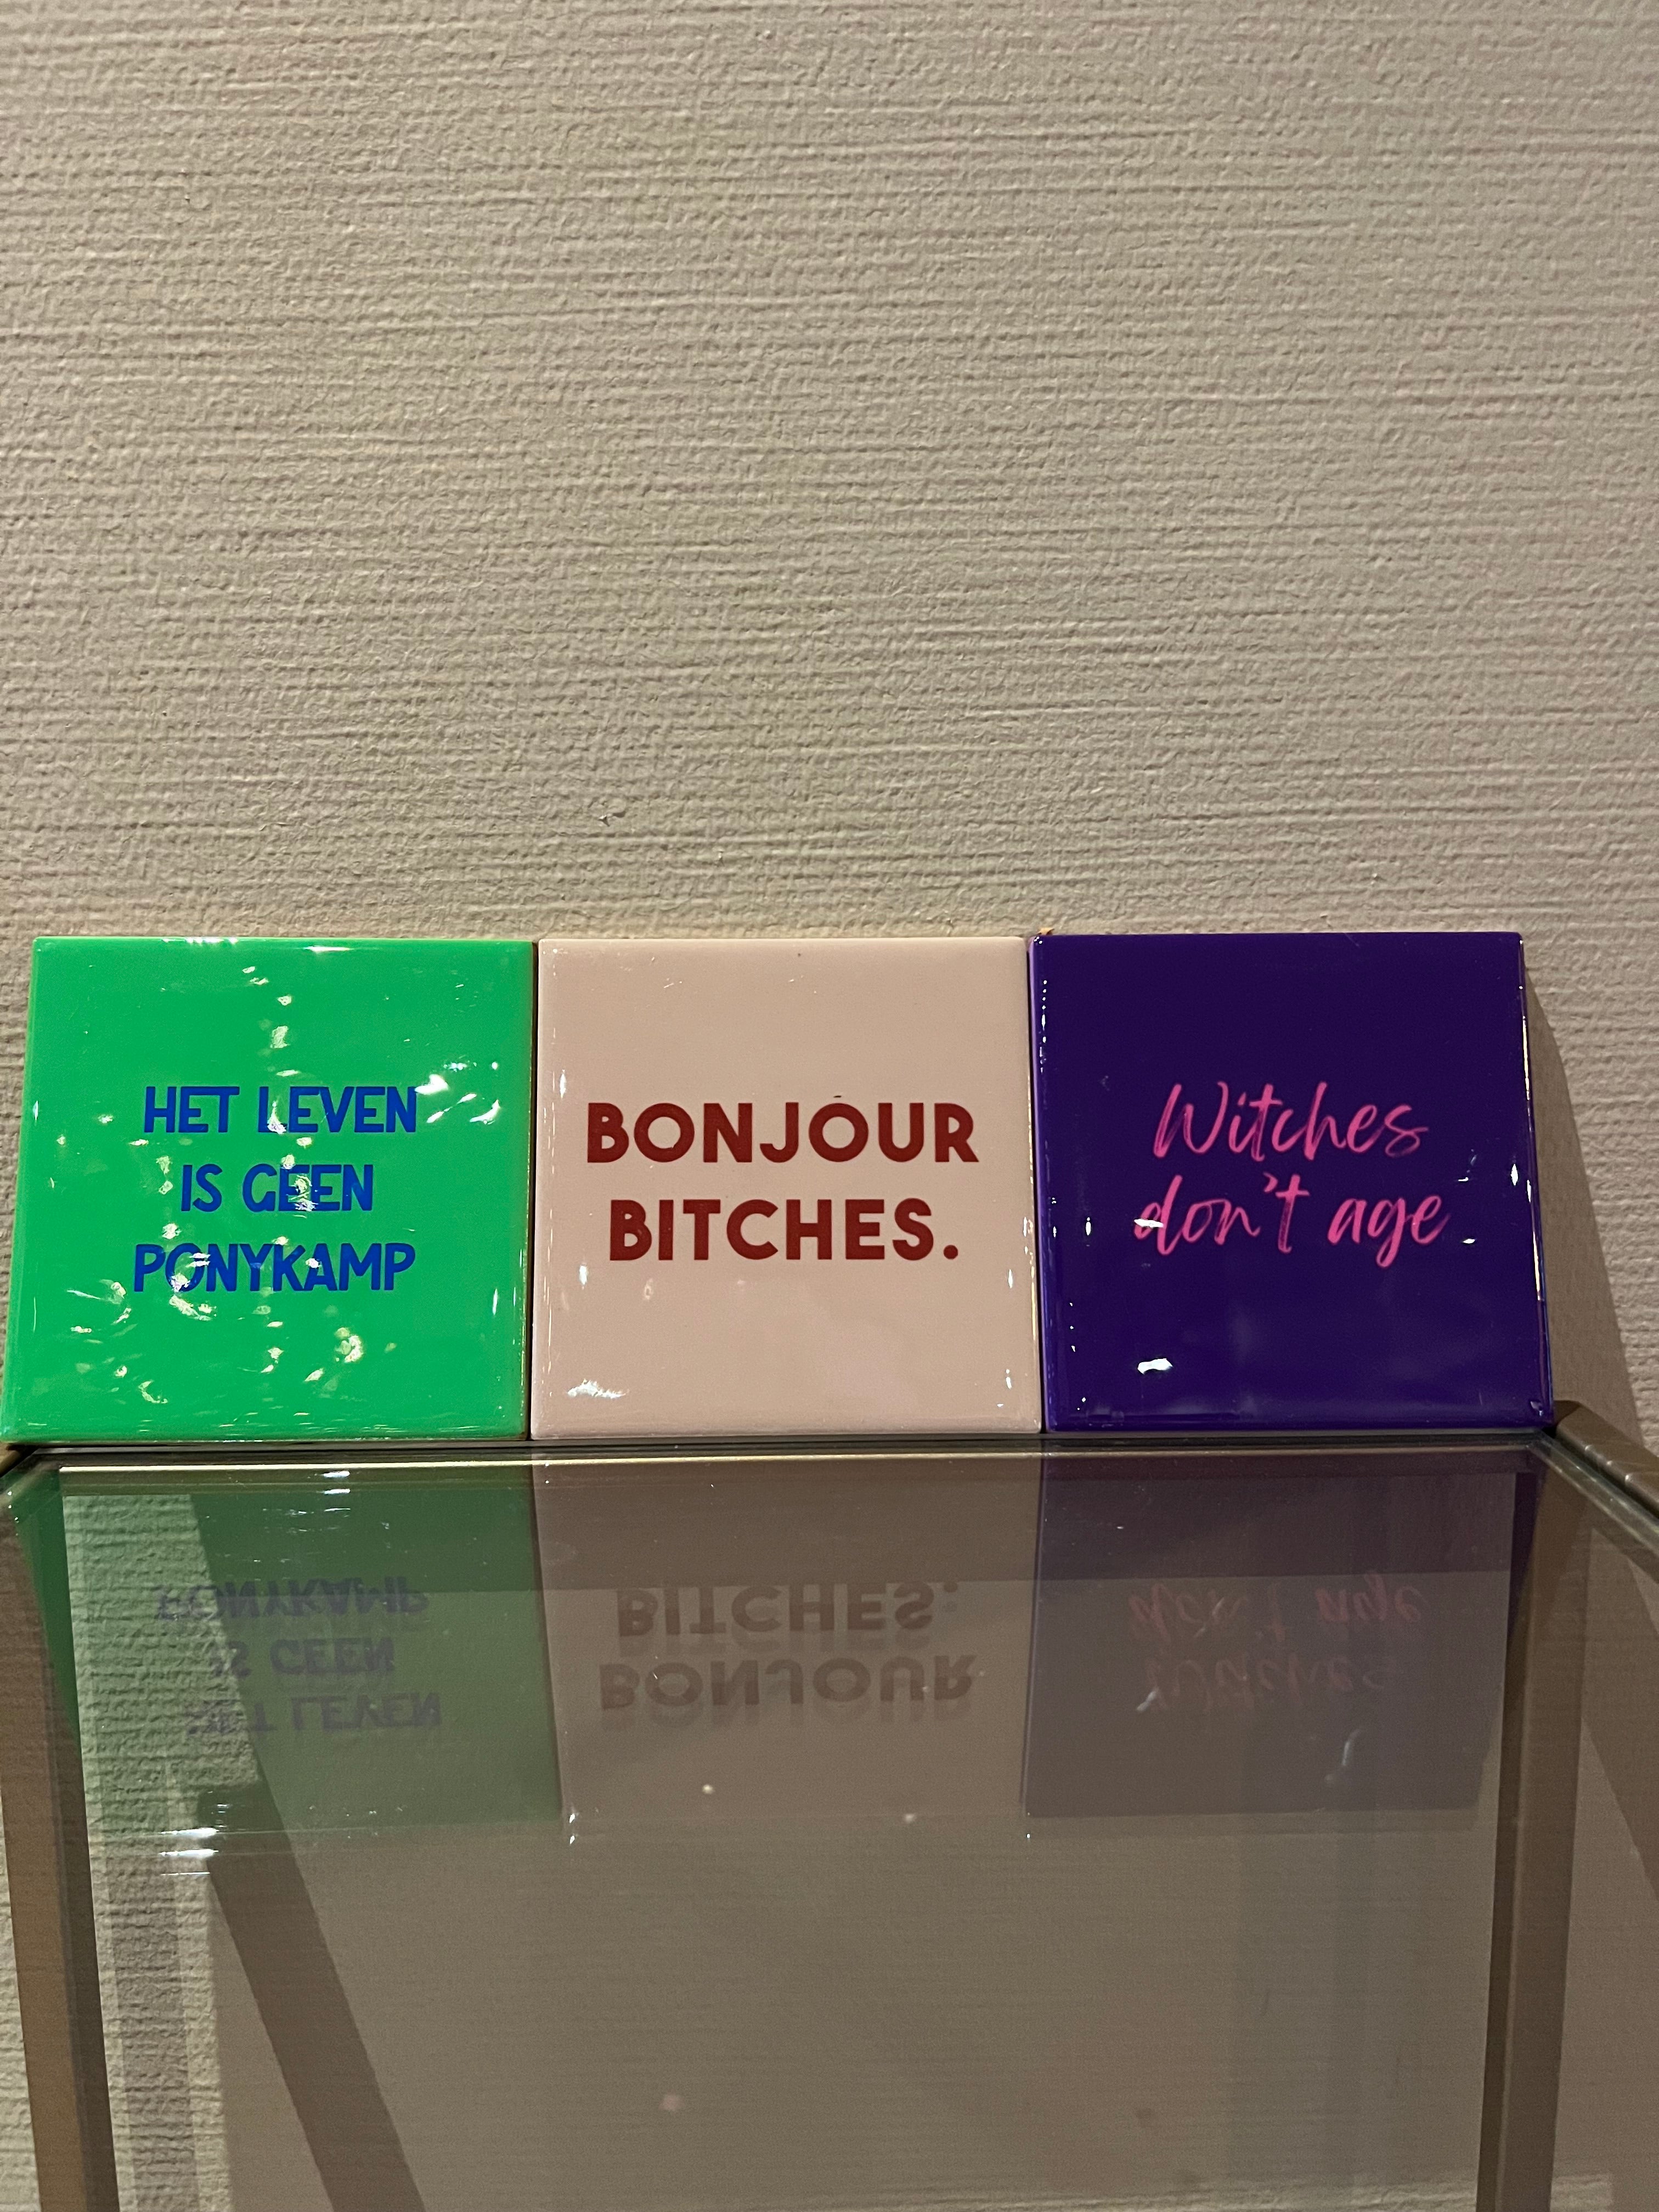 HET LEVEN
IS GEEN
PONYKAMP
BONJOUR
BITCHES.
Witches
don't age